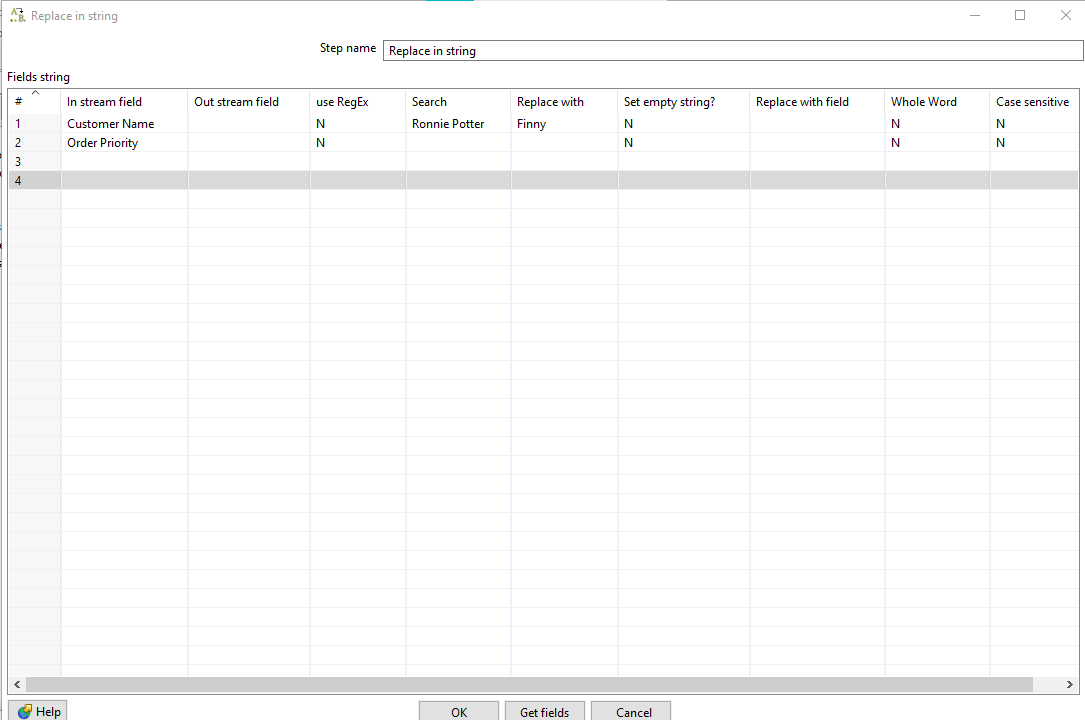 Replace in string
Step name Replace in string
Fields string
# In stream field Out stream field use RegEx Search Replace with Set empty string? Replace with field Whole Word Case sensitive
1 Customer Name N Ronnie Potter Finny N N N
2 Order Priority N N N N
3
4
Help OK Get fields Cancel